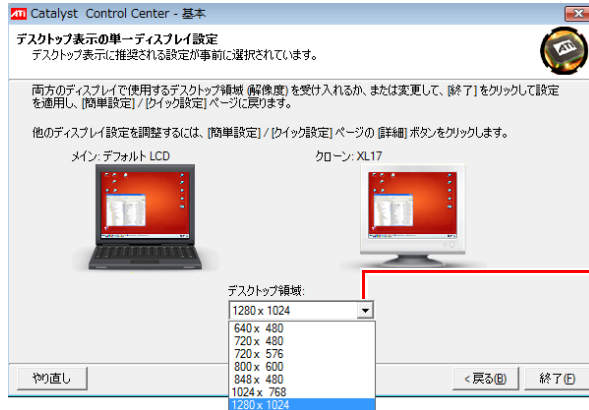 ATI Catalyst Control Center - 基本
デスクトップ表示の単一ディスプレイ設定
デスクトップ表示に推奨される設定が事前に選択されています。
ATI
両方のディスプレイで使用するデスクトップ領域 (解像度) を受け入れるか、または変更して、[終了] をクリックして設定
を適用し、[簡単設定] / [クイック設定] ページに戻ります。
他のディスプレイ設定を調整するには、[簡単設定] / [クイック設定] ページの [詳細] ボタンをクリックします。
メイン: デフォルト LCD
クローン: XL17
デスクトップ領域:
1280 x 1024
640 x 480
720 x 480
720 x 576
800 x 600
848 x 480
1024 x 768
1280 x 1024
やり直し
< 戻る(B)
終了(F)